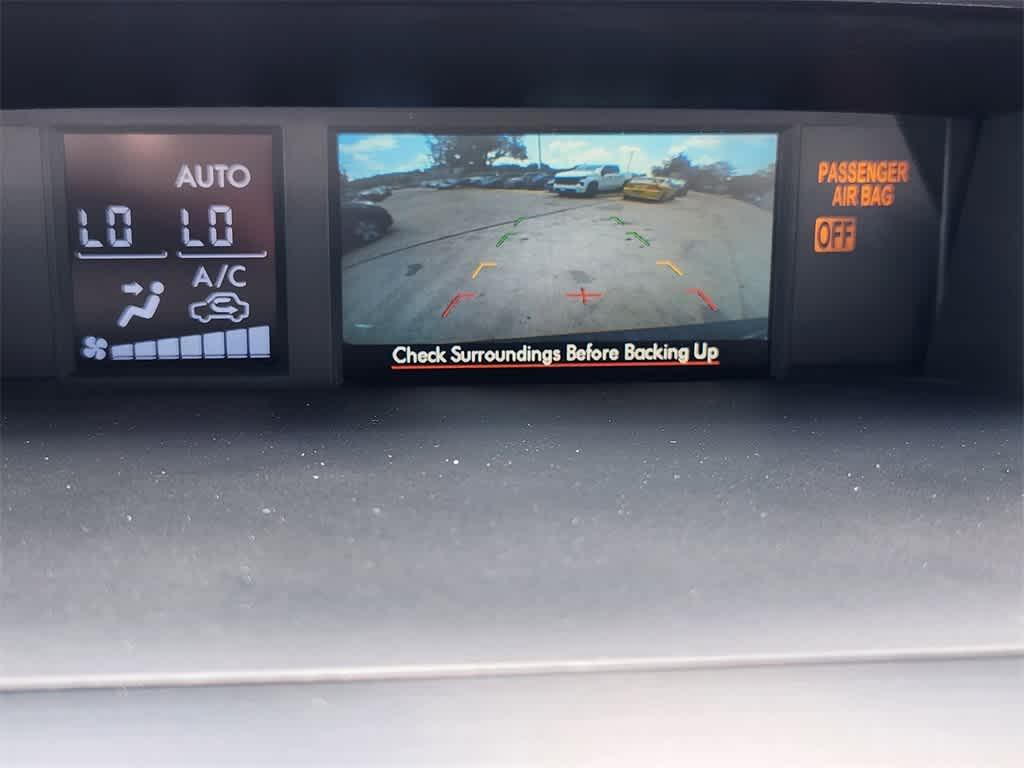 AUTO
LO LO
A/C
Check Surroundings Before Backing Up
PASSENGER
AIR BAG
OFF